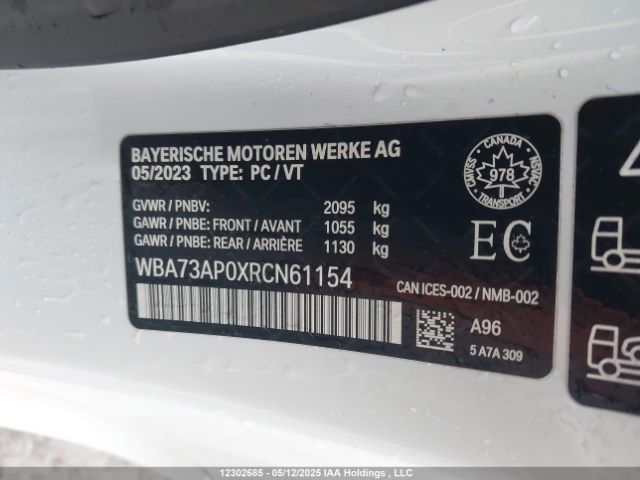 BAYERISCHE MOTOREN WERKE AG
05/2023 TYPE: PC / VT
GVWR / PNBV: 2095 kg
GAWR / PNBE: FRONT / AVANT 1055 kg
GAWR / PNBE: REAR / ARRIÈRE 1130 kg
WBA73AP0XRCN61154
CANADA
CMVSS
978
NSVAC
TRANSPORT
EC
CAN ICES-002 / NMB-002
A96
5 A7A 309
12302685 - 05/12/2025 IAA Holdings , LLC